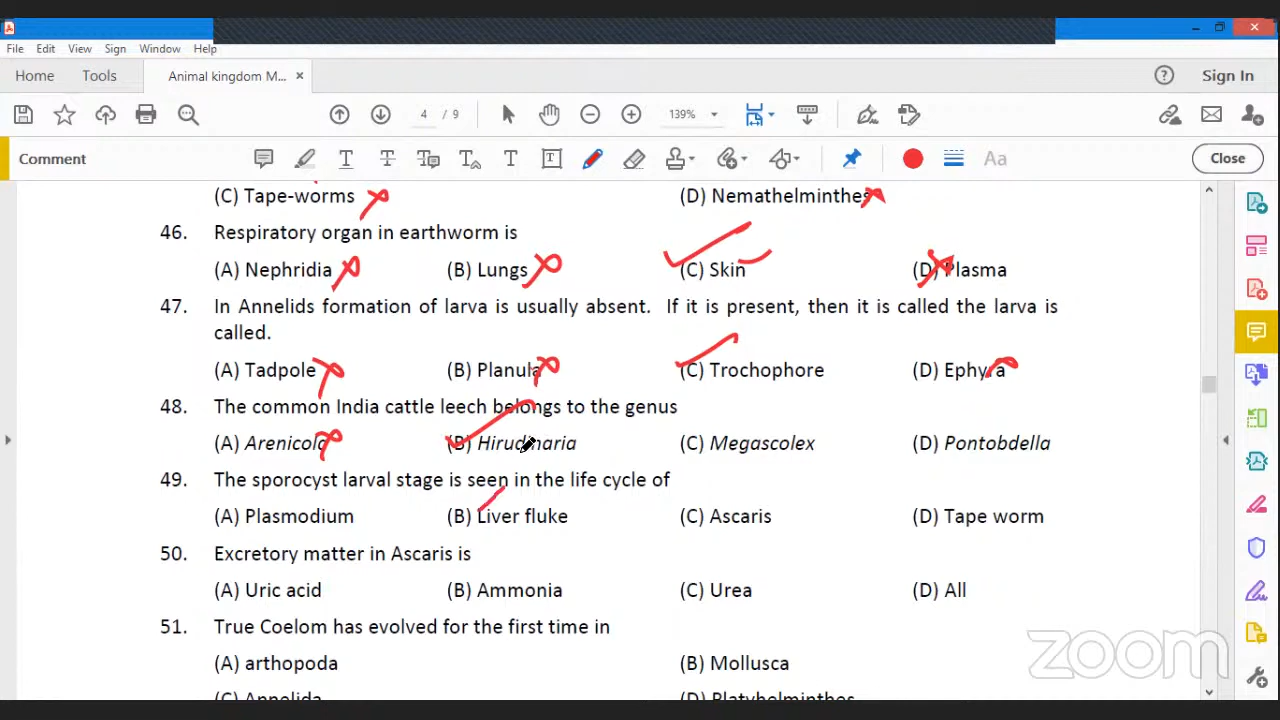 File Edit View Sign Window Help
Home Tools Animal kingdom M... × Sign In
4 / 9 139%
Comment Aa Close
(C) Tape-worms (D) Nemathelminthes
46. Respiratory organ in earthworm is
(A) Nephridia (B) Lungs (C) Skin (D) Plasma
47. In Annelids formation of larva is usually absent. If it is present, then it is called the larva is
called.
(A) Tadpole (B) Planula (C) Trochophore (D) Ephyra
48. The common India cattle leech belongs to the genus
(A) Arenicola (B) Hirudinaria (C) Megascolex (D) Pontobdella
49. The sporocyst larval stage is seen in the life cycle of
(A) Plasmodium (B) Liver fluke (C) Ascaris (D) Tape worm
50. Excretory matter in Ascaris is
(A) Uric acid (B) Ammonia (C) Urea (D) All
51. True Coelom has evolved for the first time in
(A) arthopoda (B) Mollusca
(C) Annelida (D) Platyhelminthes
zoom